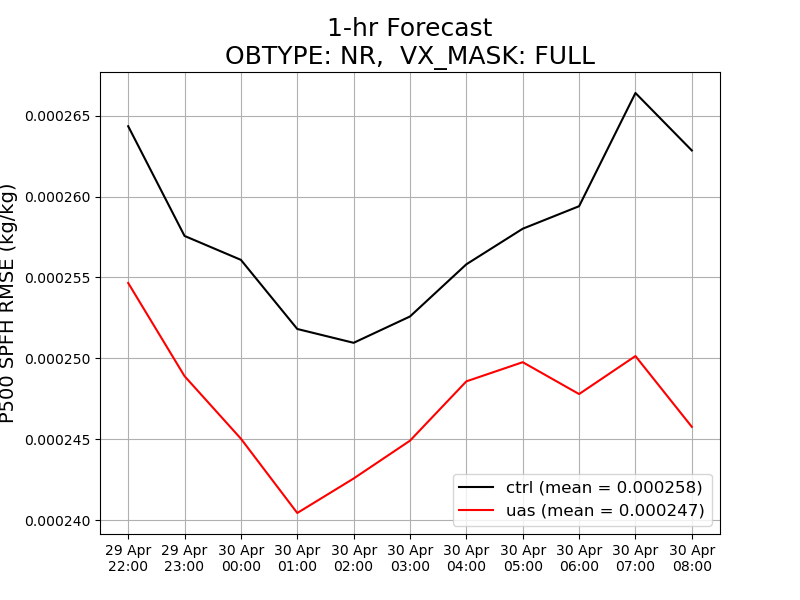 1-hr Forecast
OBTYPE: NR,  VX_MASK: FULL
P500 SPFH RMSE (kg/kg)
0.000265
0.000260
0.000255
0.000250
0.000245
0.000240
ctrl (mean = 0.000258)
uas (mean = 0.000247)
29 Apr 29 Apr 30 Apr 30 Apr 30 Apr 30 Apr 30 Apr 30 Apr 30 Apr 30 Apr 30 Apr
22:00 23:00 00:00 01:00 02:00 03:00 04:00 05:00 06:00 07:00 08:00